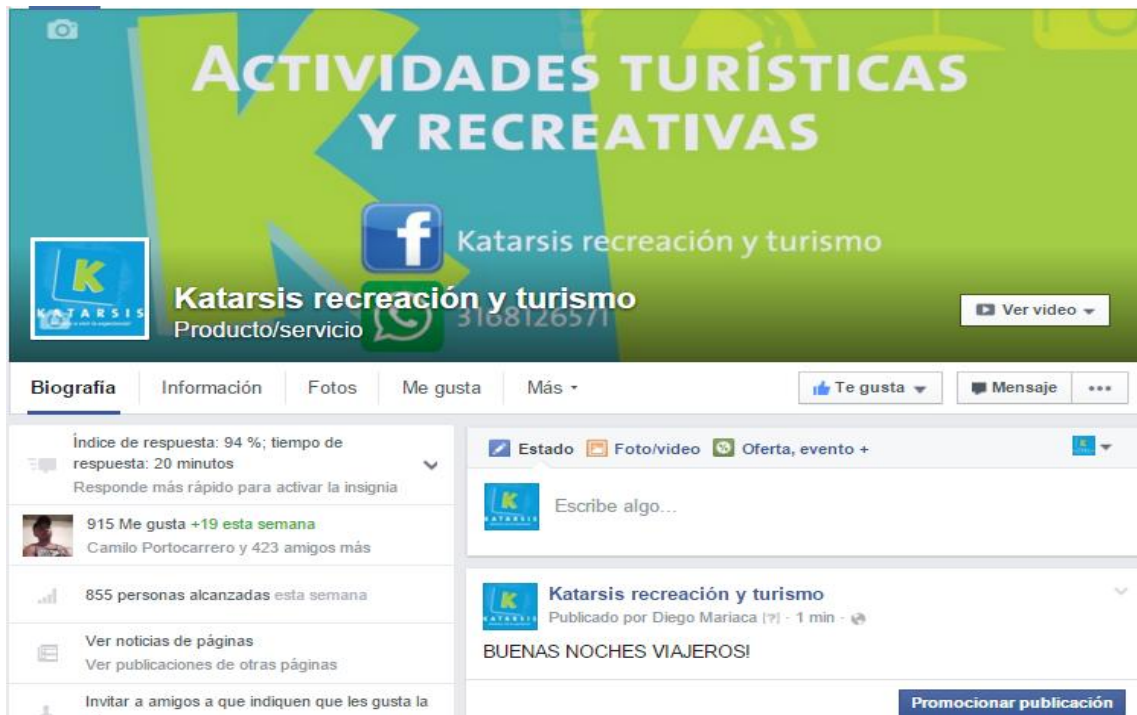 ACTIVIDADES TURÍSTICAS
Y RECREATIVAS
f
Katarsis recreación y turismo
K
KATARSIS
Katarsis recreación y turismo
3168126571
Producto/servicio
Ver video
Biografía
Información
Fotos
Me gusta
Más
Te gusta
Mensaje
...
Índice de respuesta: 94 %; tiempo de
respuesta: 20 minutos
Responde más rápido para activar la insignia
915 Me gusta +19 esta semana
Camilo Portocarrero y 423 amigos más
855 personas alcanzadas esta semana
Ver noticias de páginas
Ver publicaciones de otras páginas
Invitar a amigos a que indiquen que les gusta la
Estado
Foto/video
Oferta, evento +
K
KATARSIS
Escribe algo...
K
KATARSIS
Katarsis recreación y turismo
Publicado por Diego Mariaca [?] · 1 min ·
BUENAS NOCHES VIAJEROS!
Promocionar publicación